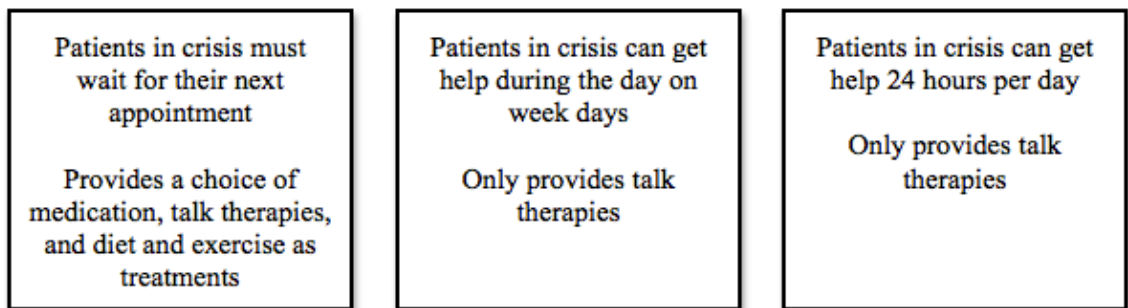 Patients in crisis must
wait for their next
appointment
Provides a choice of
medication, talk therapies,
and diet and exercise as
treatments
Patients in crisis can get
help during the day on
week days
Only provides talk
therapies
Patients in crisis can get
help 24 hours per day
Only provides talk
therapies